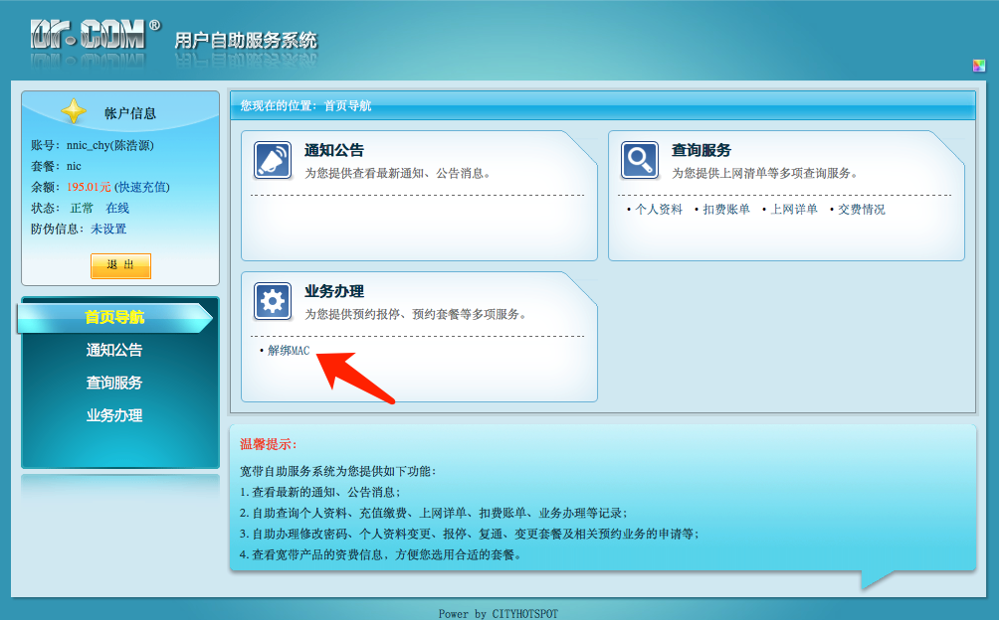 Dr.COM® 用户自助服务系统
帐户信息
账号: nnic_chy(陈浩源)
套餐: nic
余额: 195.01元 (快速充值)
状态: 正常 在线
防伪信息: 未设置
退 出
首页导航
通知公告
查询服务
业务办理
您现在的位置: 首页导航
通知公告
为您提供查看最新通知、公告消息。
查询服务
为您提供上网清单等多项查询服务。
• 个人资料 • 扣费账单 • 上网详单 • 交费情况
业务办理
为您提供预约报停、预约套餐等多项服务。
• 解绑MAC
温馨提示:
宽带自助服务系统为您提供如下功能:
1. 查看最新的通知、公告消息;
2. 自助查询个人资料、充值缴费、上网详单、扣费账单、业务办理等记录;
3. 自助办理修改密码、个人资料变更、报停、复通、变更套餐及相关预约业务的申请等;
4. 查看宽带产品的资费信息，方便您选用合适的套餐。
Power by CITYHOTSPOT